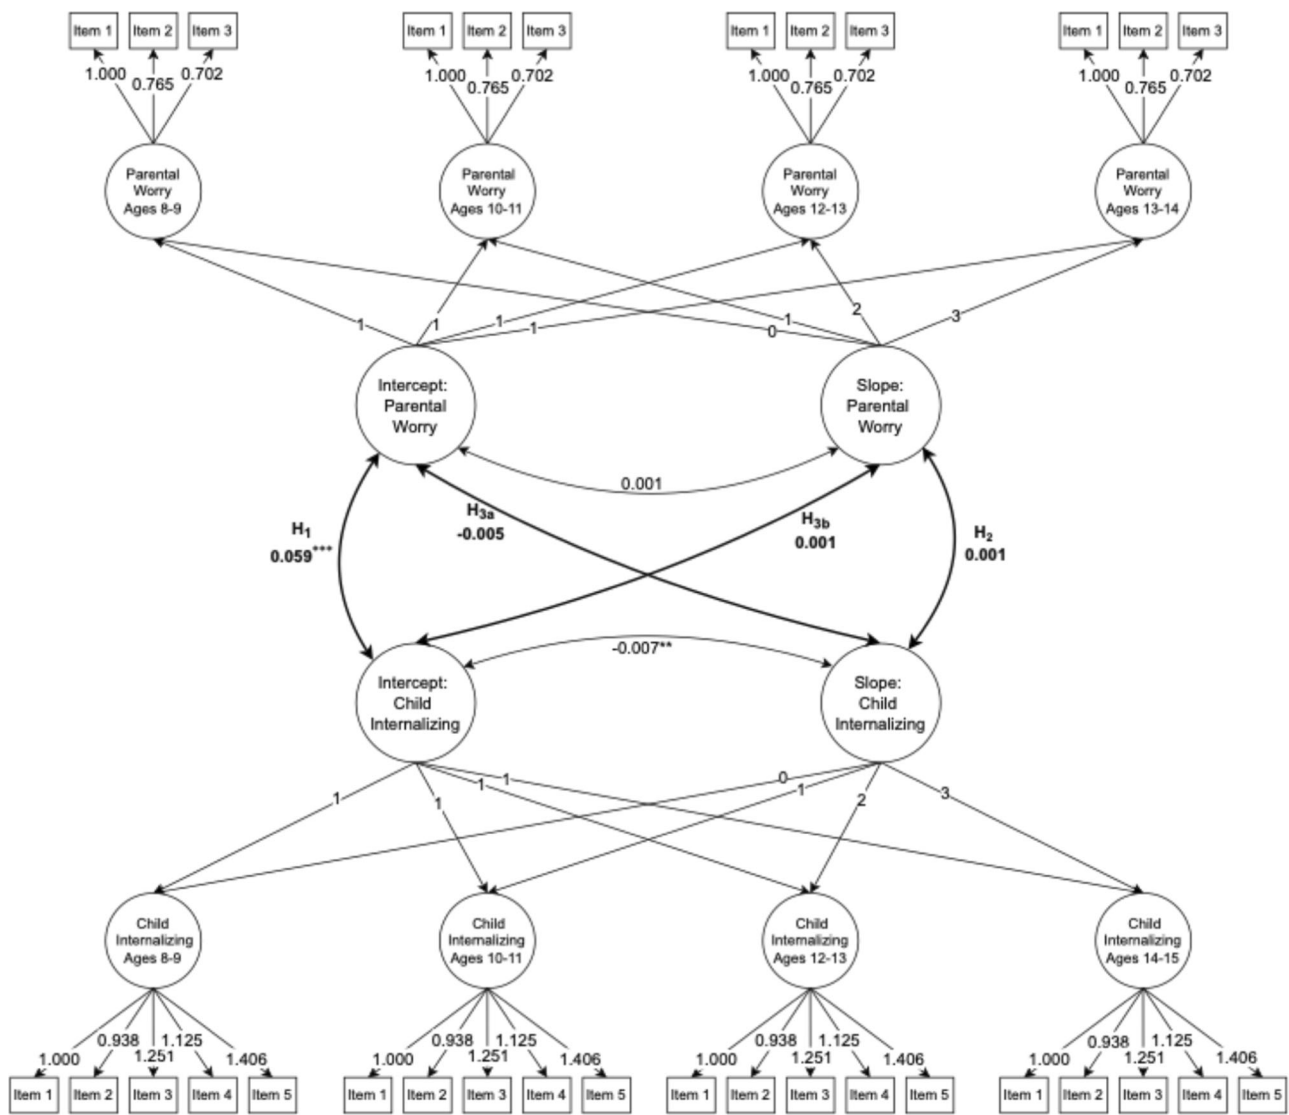 Item 1 Item 2 Item 3 Item 1 Item 2 Item 3 Item 1 Item 2 Item 3 Item 1 Item 2 Item 3
1.000 0.765 0.702 1.000 0.765 0.702 1.000 0.765 0.702 1.000 0.765 0.702
Parental
Worry
Ages 8-9
Parental
Worry
Ages 10-11
Parental
Worry
Ages 12-13
Parental
Worry
Ages 13-14
1 1 1 1 0 1 2 3
Intercept:
Parental
Worry
Slope:
Parental
Worry
0.001
H1
0.059***
H3a
-0.005
H3b
0.001
H2
0.001
-0.007**
Intercept:
Child
Internalizing
Slope:
Child
Internalizing
1 1 1 1 0 1 2 3
Child
Internalizing
Ages 8-9
Child
Internalizing
Ages 10-11
Child
Internalizing
Ages 12-13
Child
Internalizing
Ages 14-15
1.000 0.938 1.251 1.125 1.406 1.000 0.938 1.251 1.125 1.406 1.000 0.938 1.251 1.125 1.406 1.000 0.938 1.251 1.125 1.406
Item 1 Item 2 Item 3 Item 4 Item 5 Item 1 Item 2 Item 3 Item 4 Item 5 Item 1 Item 2 Item 3 Item 4 Item 5 Item 1 Item 2 Item 3 Item 4 Item 5